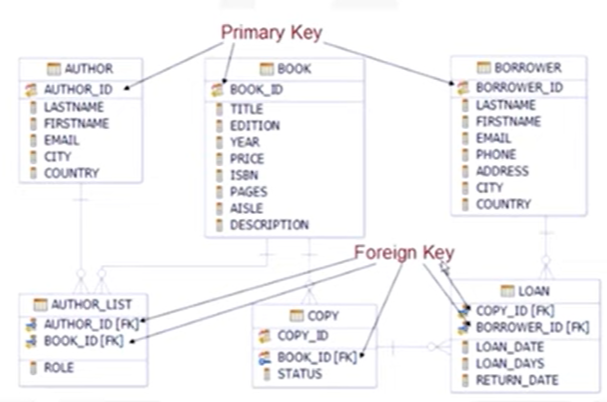 Primary Key
AUTHOR
AUTHOR_ID
LASTNAME
FIRSTNAME
EMAIL
CITY
COUNTRY
BOOK
BOOK_ID
TITLE
EDITION
YEAR
PRICE
ISBN
PAGES
AISLE
DESCRIPTION
BORROWER
BORROWER_ID
LASTNAME
FIRSTNAME
EMAIL
PHONE
ADDRESS
CITY
COUNTRY
Foreign Key
AUTHOR_LIST
AUTHOR_ID [FK]
BOOK_ID [FK]
ROLE
COPY
COPY_ID
BOOK_ID [FK]
STATUS
LOAN
COPY_ID [FK]
BORROWER_ID [FK]
LOAN_DATE
LOAN_DAYS
RETURN_DATE